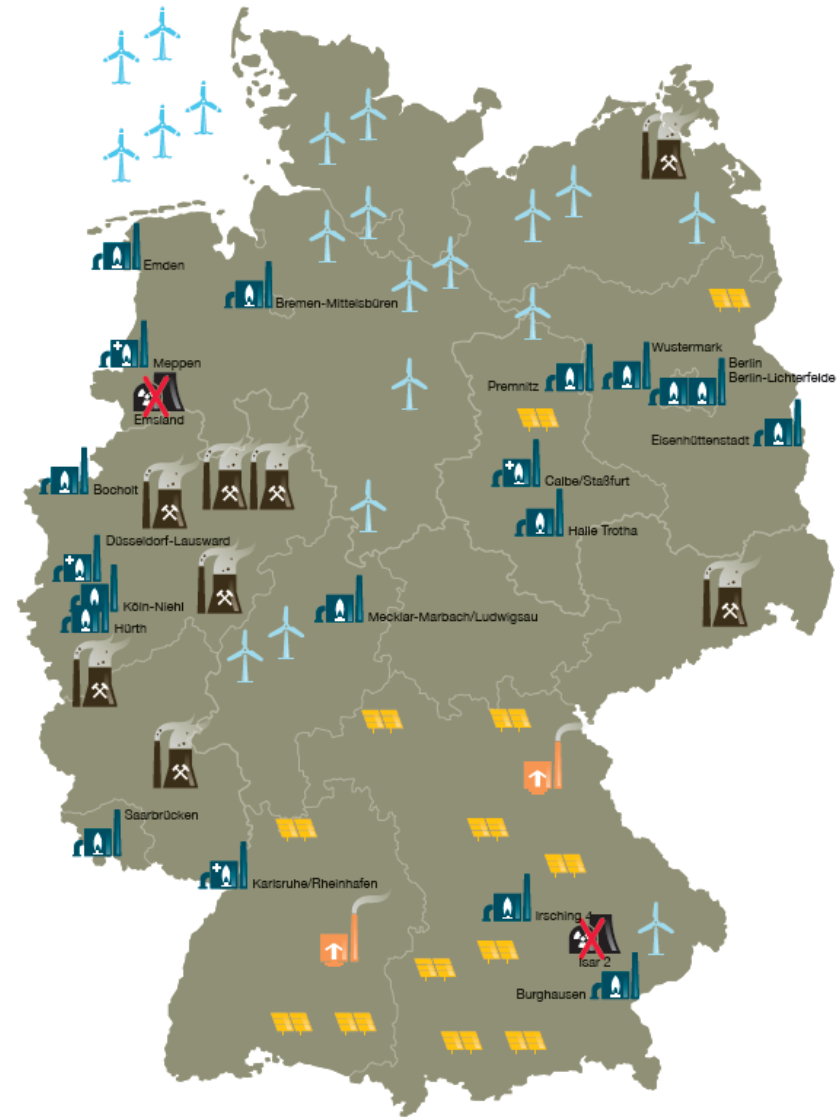 Emden
Bremen-Mittelsbüren
Meppen
Emsland
Wustermark
Berlin
Berlin-Lichterfelde
Premnitz
Eisenhüttenstadt
Bocholt
Calbe/Staßfurt
Halle Trotha
Düsseldorf-Lausward
Köln-Niehl
Hürth
Mecklar-Marbach/Ludwigsau
Saarbrücken
Karlsruhe/Rheinhafen
Irsching 4
Isar 2
Burghausen